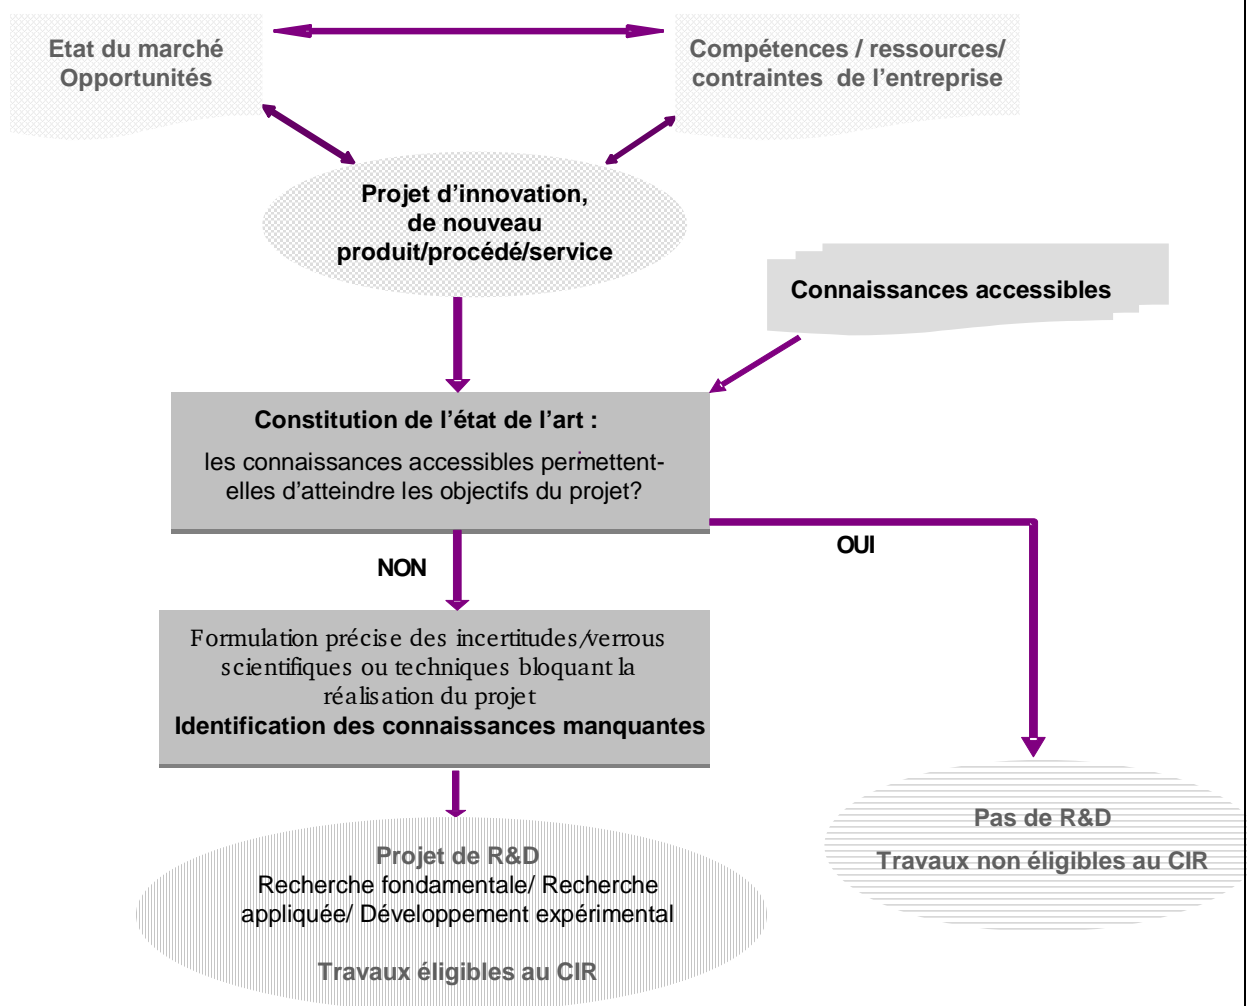 Etat du marché
Opportunités
Compétences / ressources/
contraintes de l’entreprise
Projet d’innovation,
de nouveau
produit/procédé/service
Connaissances accessibles
Constitution de l’état de l’art :
les connaissances accessibles permettent-
elles d’atteindre les objectifs du projet?
OUI
NON
Formulation précise des incertitudes/verrous
scientifiques ou techniques bloquant la
réalisation du projet
Identification des connaissances manquantes
Pas de R&D
Travaux non éligibles au CIR
Projet de R&D
Recherche fondamentale/ Recherche
appliquée/ Développement expérimental
Travaux éligibles au CIR